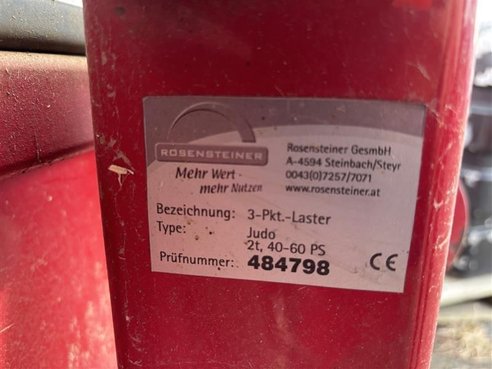 ROSENSTEINER
Mehr Wert -
mehr Nutzen
Rosensteiner GesmbH
A-4594 Steinbach/Steyr
0043(0)7257/7071
www.rosensteiner.at
Bezeichnung: 3-Pkt.-Laster
Type: Judo
2t, 40-60 PS
Prüfnummer: 484798
CE